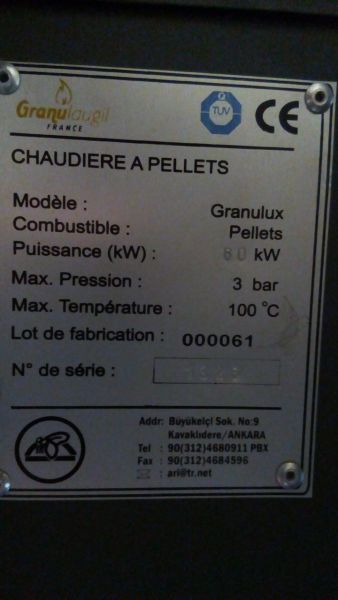 Granulaugil
FRANCE
TUV
CE
CHAUDIERE A PELLETS
Modèle : Granulux
Combustible : Pellets
Puissance (kW) : kW
Max. Pression : 3 bar
Max. Température : 100 °C
Lot de fabrication : 000061
N° de série :
Addr: Büyükelçi Sok. No:9
Kavaklıdere/ANKARA
Tel : 90(312)4680911 PBX
Fax : 90(312)4684596
: ari@tr.net